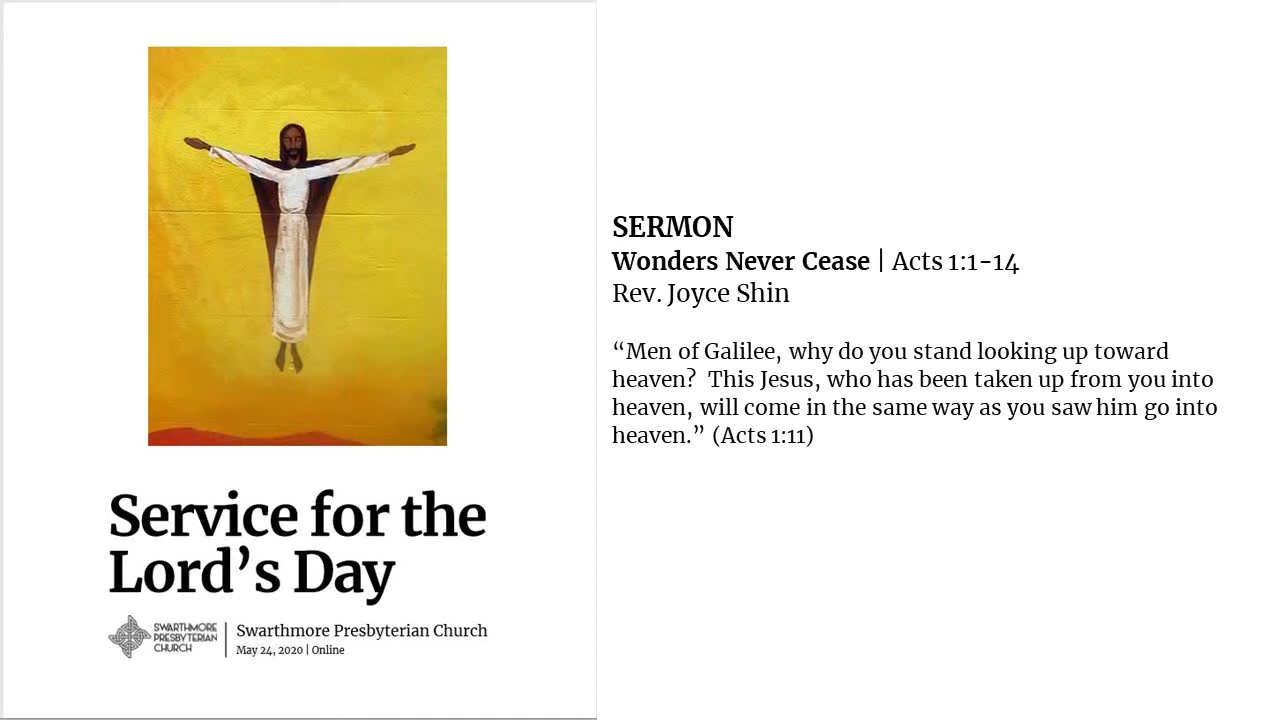 Service for the
Lord’s Day
SWARTHMORE
PRESBYTERIAN
CHURCH
Swarthmore Presbyterian Church
May 24, 2020 | Online
SERMON
Wonders Never Cease | Acts 1:1-14
Rev. Joyce Shin
“Men of Galilee, why do you stand looking up toward
heaven?  This Jesus, who has been taken up from you into
heaven, will come in the same way as you saw him go into
heaven.” (Acts 1:11)